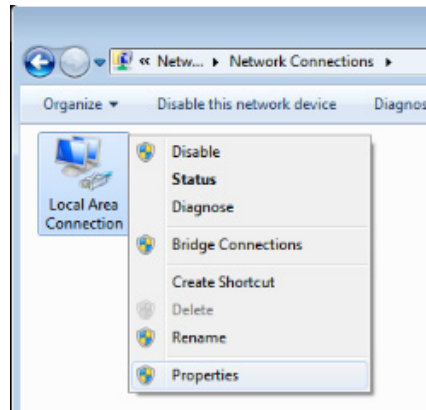 « Netw... ▸ Network Connections ▸
Organize ▾ Disable this network device Diagnos
Local Area
Connection
Disable
Status
Diagnose
Bridge Connections
Create Shortcut
Delete
Rename
Properties